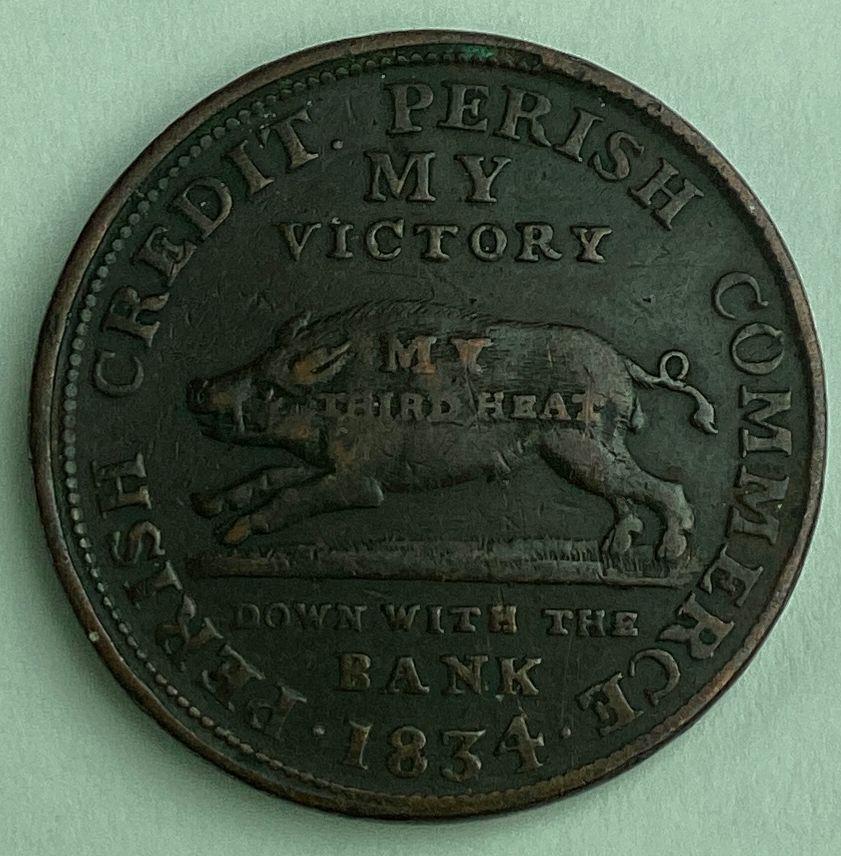 PERISH CREDIT. PERISH COMMERCE
MY
VICTORY
MY
THIRD HEAT
DOWN WITH THE
BANK
· 1834 ·